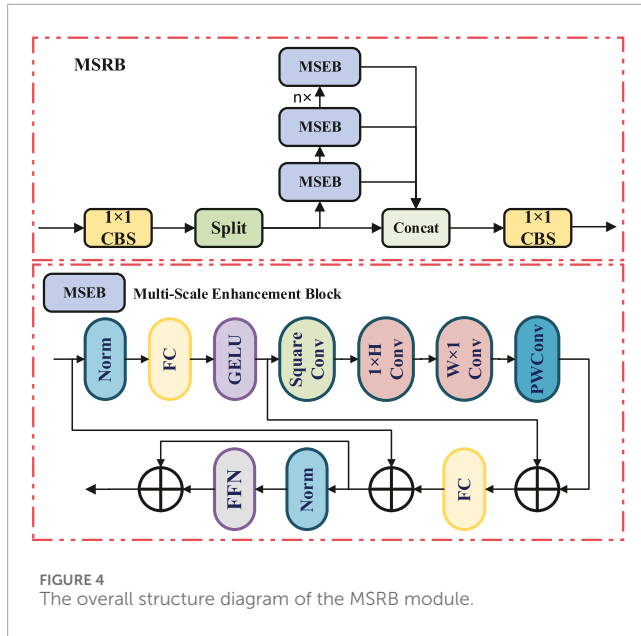 MSRB
MSEB
n×
MSEB
MSEB
1×1
CBS
Split
Concat
1×1
CBS
MSEB
Multi-Scale Enhancement Block
Norm
FC
GELU
Square
Conv
1×H
Conv
W×1
Conv
PWConv
FFN
Norm
FC
FIGURE 4
The overall structure diagram of the MSRB module.